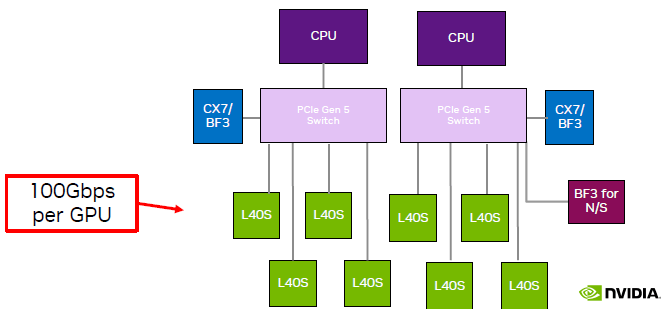 CPU
CPU
CX7/
BF3
PCIe Gen 5
Switch
PCIe Gen 5
Switch
CX7/
BF3
100Gbps
per GPU
L40S
L40S
L40S
L40S
BF3 for
N/S
L40S
L40S
L40S
L40S
NVIDIA.